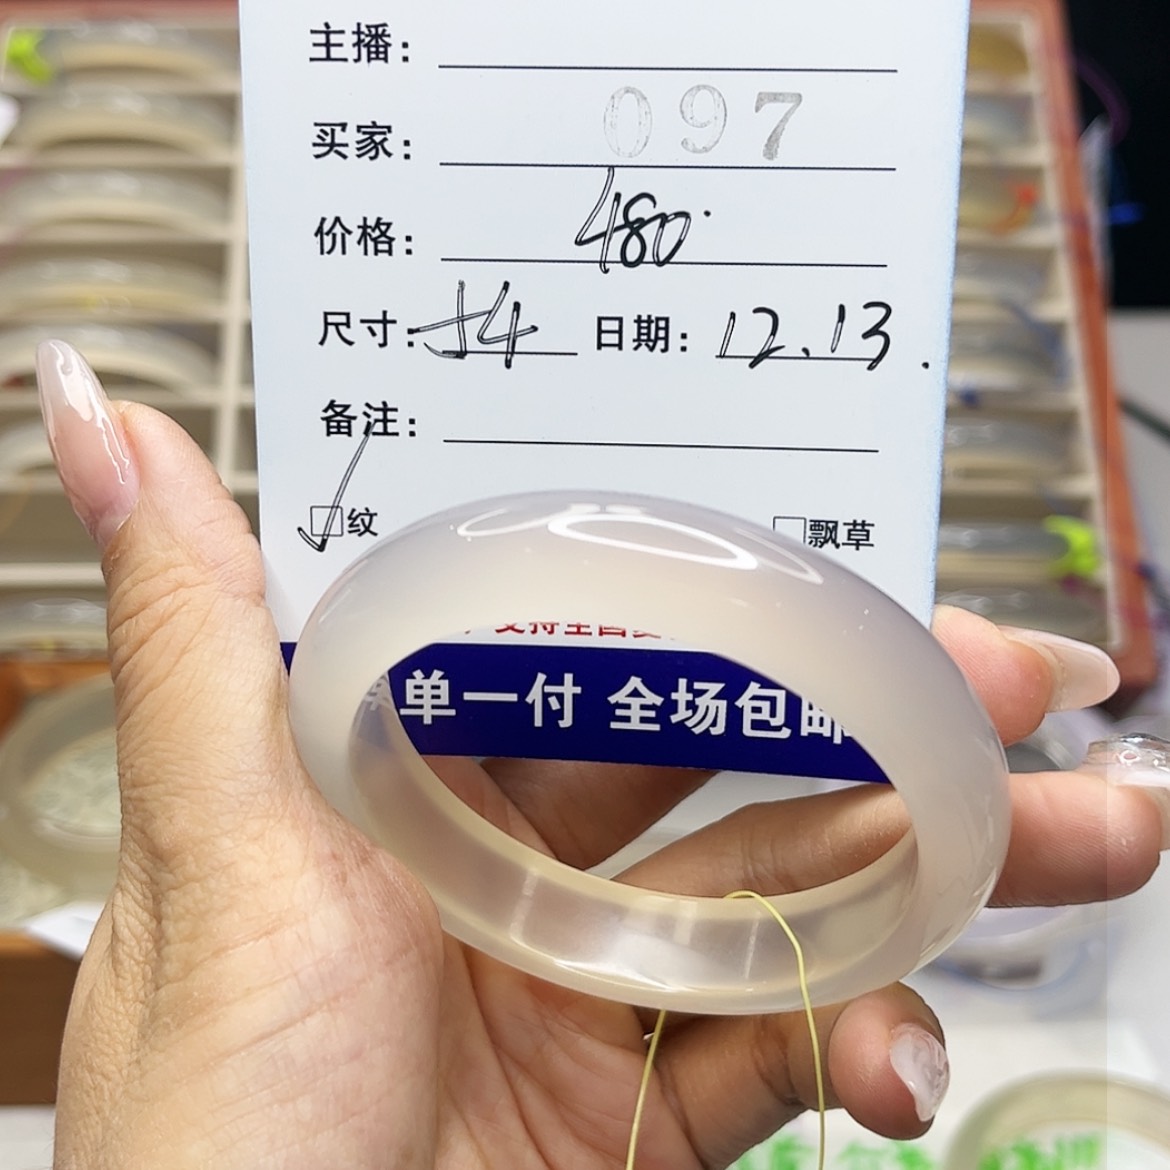 主播：
买家： 097
价格： 480.
尺寸： 54 日期： 12.13.
备注：
☑纹 □飘草
单一付 全场包邮